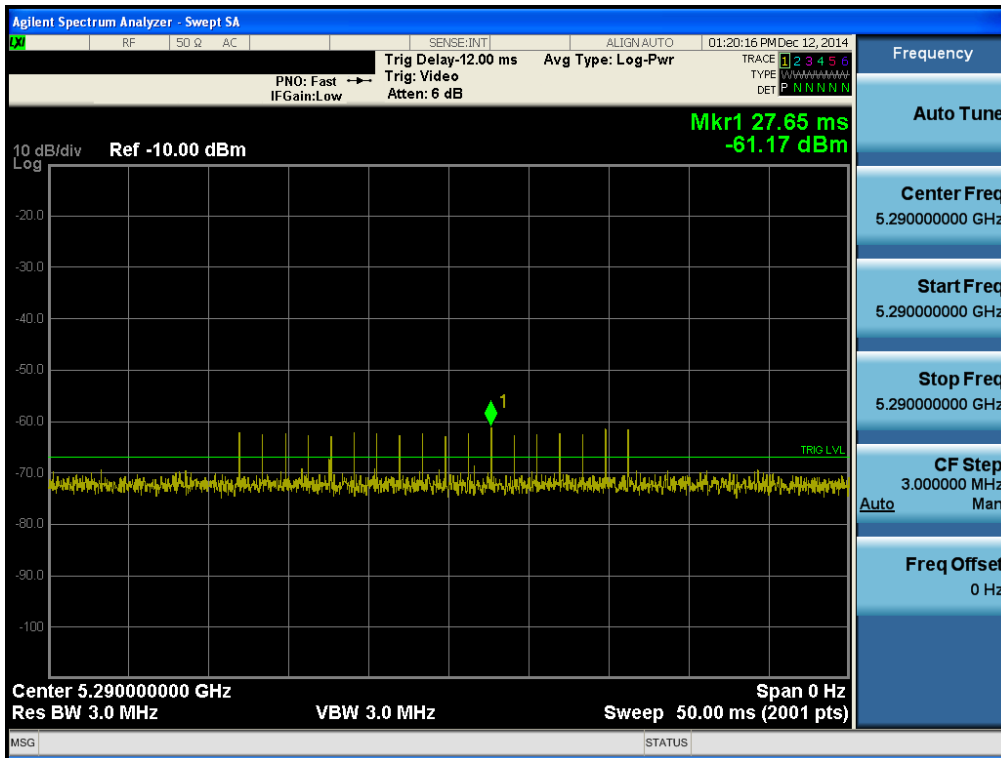 Agilent Spectrum Analyzer - Swept SA
LXI RF 50 Ω AC SENSE:INT ALIGN AUTO 01:20:16 PM Dec 12, 2014
Trig Delay-12.00 ms Avg Type: Log-Pwr TRACE 1 2 3 4 5 6
PNO: Fast Trig: Video TYPE WWWWWW
IFGain:Low Atten: 6 dB DET P N N N N N
Mkr1 27.65 ms
-61.17 dBm
10 dB/div Ref -10.00 dBm
Log
-20.0
-30.0
-40.0
-50.0
1
-60.0
TRIG LVL
-70.0
-80.0
-90.0
-100
Center 5.290000000 GHz Span 0 Hz
Res BW 3.0 MHz VBW 3.0 MHz Sweep 50.00 ms (2001 pts)
MSG STATUS
Frequency
Auto Tune
Center Freq
5.290000000 GHz
Start Freq
5.290000000 GHz
Stop Freq
5.290000000 GHz
CF Step
3.000000 MHz
Auto Man
Freq Offset
0 Hz